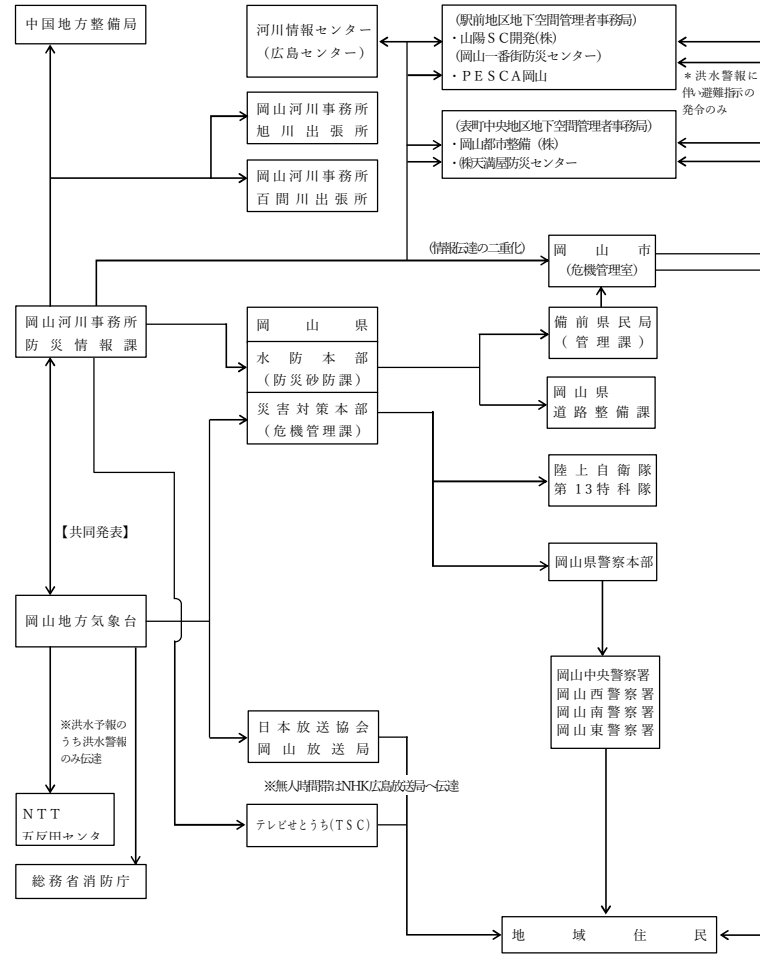 中国地方整備局
河川情報センター
（広島センター）
(駅前地区地下空間管理者事務局)
・山陽ＳＣ開発(株)
(岡山一番街防災センター)
・ＰＥＳＣＡ岡山
＊洪水警報に
伴い避難指示の
発令のみ
岡山河川事務所
旭川出張所
(表町中央地区地下空間管理者事務局)
・岡山都市整備（株）
・㈱天満屋防災センター
岡山河川事務所
百間川出張所
(情報伝達の二重化)
岡山市
(危機管理室)
岡山河川事務所
防災情報課
岡山県
水防本部
(防災砂防課)
災害対策本部
(危機管理課)
備前県民局
(管理課)
岡山県
道路整備課
陸上自衛隊
第13特科隊
【共同発表】
岡山県警察本部
岡山地方気象台
岡山中央警察署
岡山西警察署
岡山南警察署
岡山東警察署
※洪水予報の
うち洪水警報
のみ伝達
日本放送協会
岡山放送局
※無人時間帯はNHK広島放送局へ伝達
ＮＴＴ
五反田センタ
テレビせとうち(ＴＳＣ)
総務省消防庁
地域住民